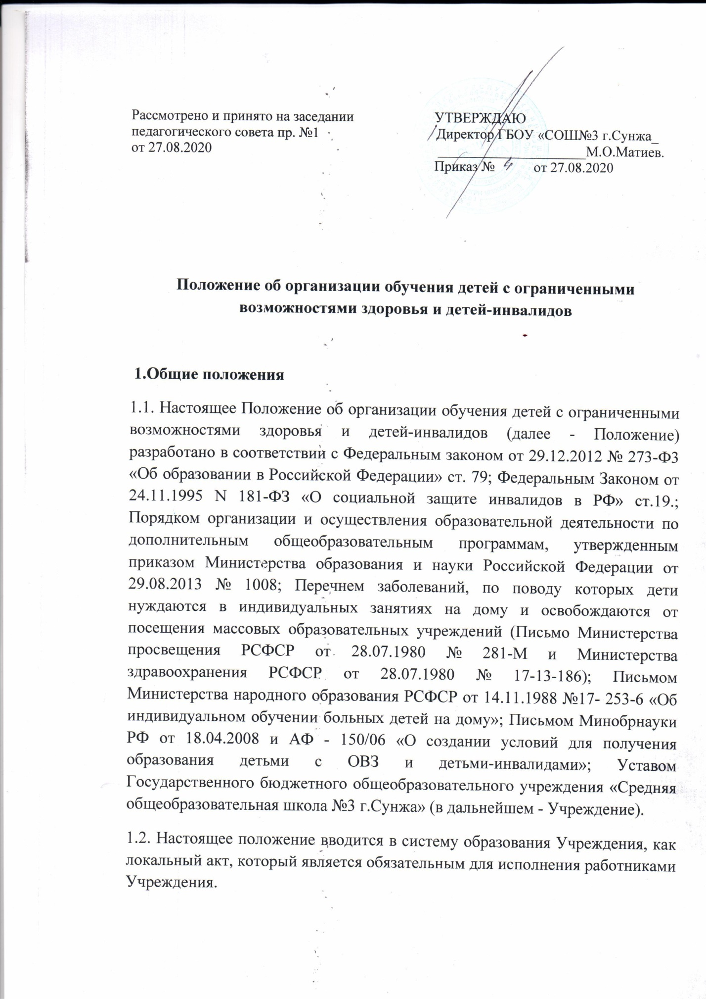 Рассмотрено и принято на заседании
педагогического совета пр. №1
от 27.08.2020
УТВЕРЖДАЮ
Директор ГБОУ «СОШ№3 г.Сунжа_
_____________________М.О.Матиев.
Приказ № 4 от 27.08.2020
Положение об организации обучения детей с ограниченными
возможностями здоровья и детей-инвалидов
1.Общие положения
1.1. Настоящее Положение об организации обучения детей с ограниченными
возможностями здоровья и детей-инвалидов (далее - Положение)
разработано в соответствии с Федеральным законом от 29.12.2012 № 273-ФЗ
«Об образовании в Российской Федерации» ст. 79; Федеральным Законом от
24.11.1995 N 181-ФЗ «О социальной защите инвалидов в РФ» ст.19.;
Порядком организации и осуществления образовательной деятельности по
дополнительным общеобразовательным программам, утвержденным
приказом Министерства образования и науки Российской Федерации от
29.08.2013 № 1008; Перечнем заболеваний, по поводу которых дети
нуждаются в индивидуальных занятиях на дому и освобождаются от
посещения массовых образовательных учреждений (Письмо Министерства
просвещения РСФСР от 28.07.1980 № 281-М и Министерства
здравоохранения РСФСР от 28.07.1980 № 17-13-186); Письмом
Министерства народного образования РСФСР от 14.11.1988 №17- 253-6 «Об
индивидуальном обучении больных детей на дому»; Письмом Минобрнауки
РФ от 18.04.2008 и АФ - 150/06 «О создании условий для получения
образования детьми с ОВЗ и детьми-инвалидами»; Уставом
Государственного бюджетного общеобразовательного учреждения «Средняя
общеобразовательная школа №3 г.Сунжа» (в дальнейшем - Учреждение).
1.2. Настоящее положение вводится в систему образования Учреждения, как
локальный акт, который является обязательным для исполнения работниками
Учреждения.